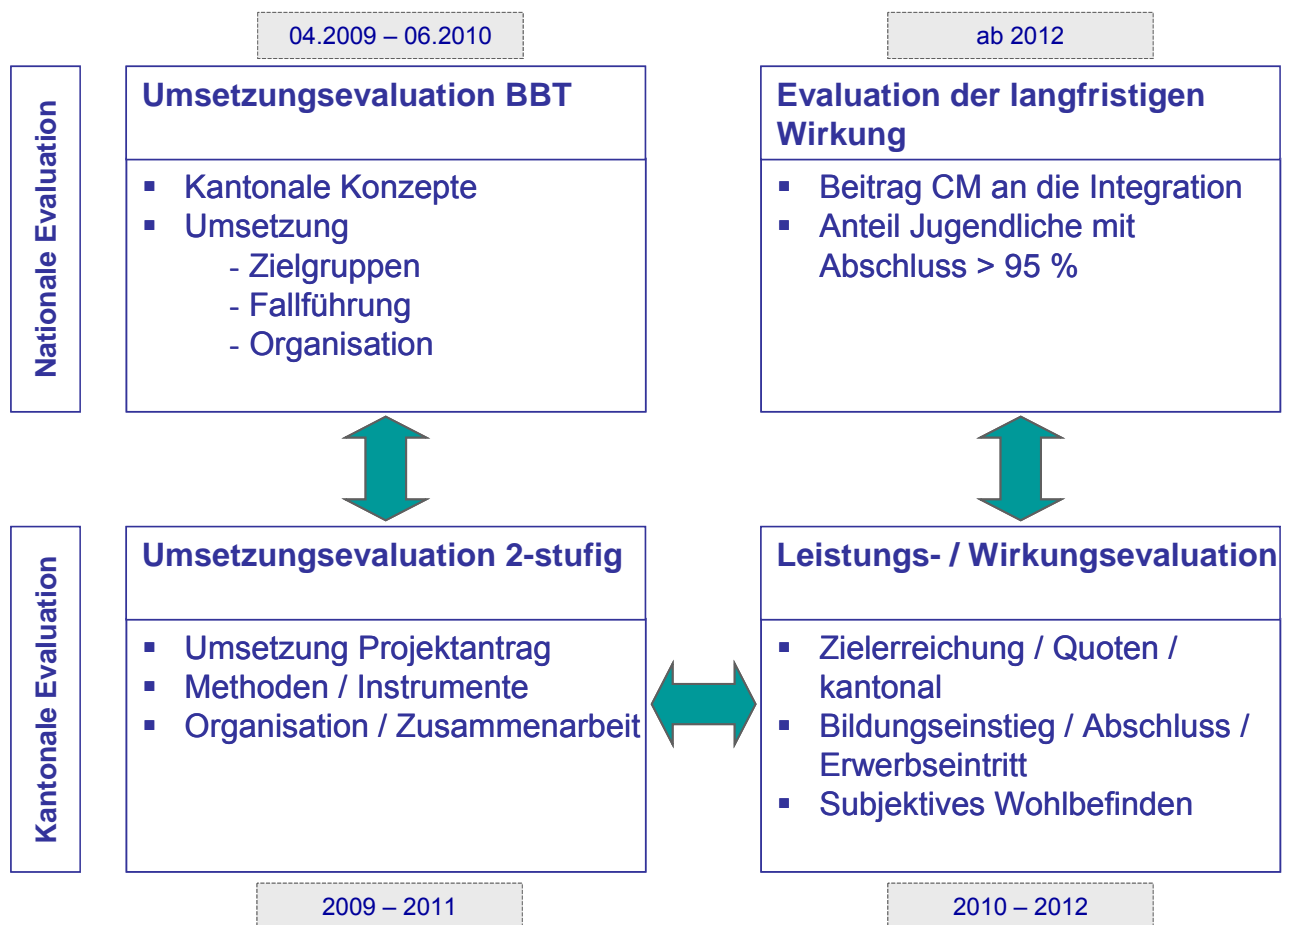 04.2009 – 06.2010
ab 2012
Nationale Evaluation
Umsetzungsevaluation BBT
▪ Kantonale Konzepte
▪ Umsetzung
- Zielgruppen
- Fallführung
- Organisation
Evaluation der langfristigen
Wirkung
▪ Beitrag CM an die Integration
▪ Anteil Jugendliche mit
Abschluss > 95 %
Kantonale Evaluation
Umsetzungsevaluation 2-stufig
▪ Umsetzung Projektantrag
▪ Methoden / Instrumente
▪ Organisation / Zusammenarbeit
Leistungs- / Wirkungsevaluation
▪ Zielerreichung / Quoten /
kantonal
▪ Bildungseinstieg / Abschluss /
Erwerbseintritt
▪ Subjektives Wohlbefinden
2009 – 2011
2010 – 2012